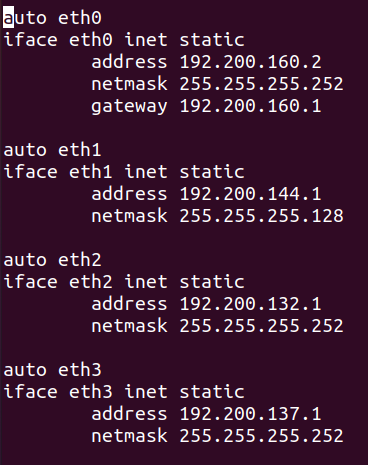 auto eth0
iface eth0 inet static
        address 192.200.160.2
        netmask 255.255.255.252
        gateway 192.200.160.1

auto eth1
iface eth1 inet static
        address 192.200.144.1
        netmask 255.255.255.128

auto eth2
iface eth2 inet static
        address 192.200.132.1
        netmask 255.255.255.252

auto eth3
iface eth3 inet static
        address 192.200.137.1
        netmask 255.255.255.252